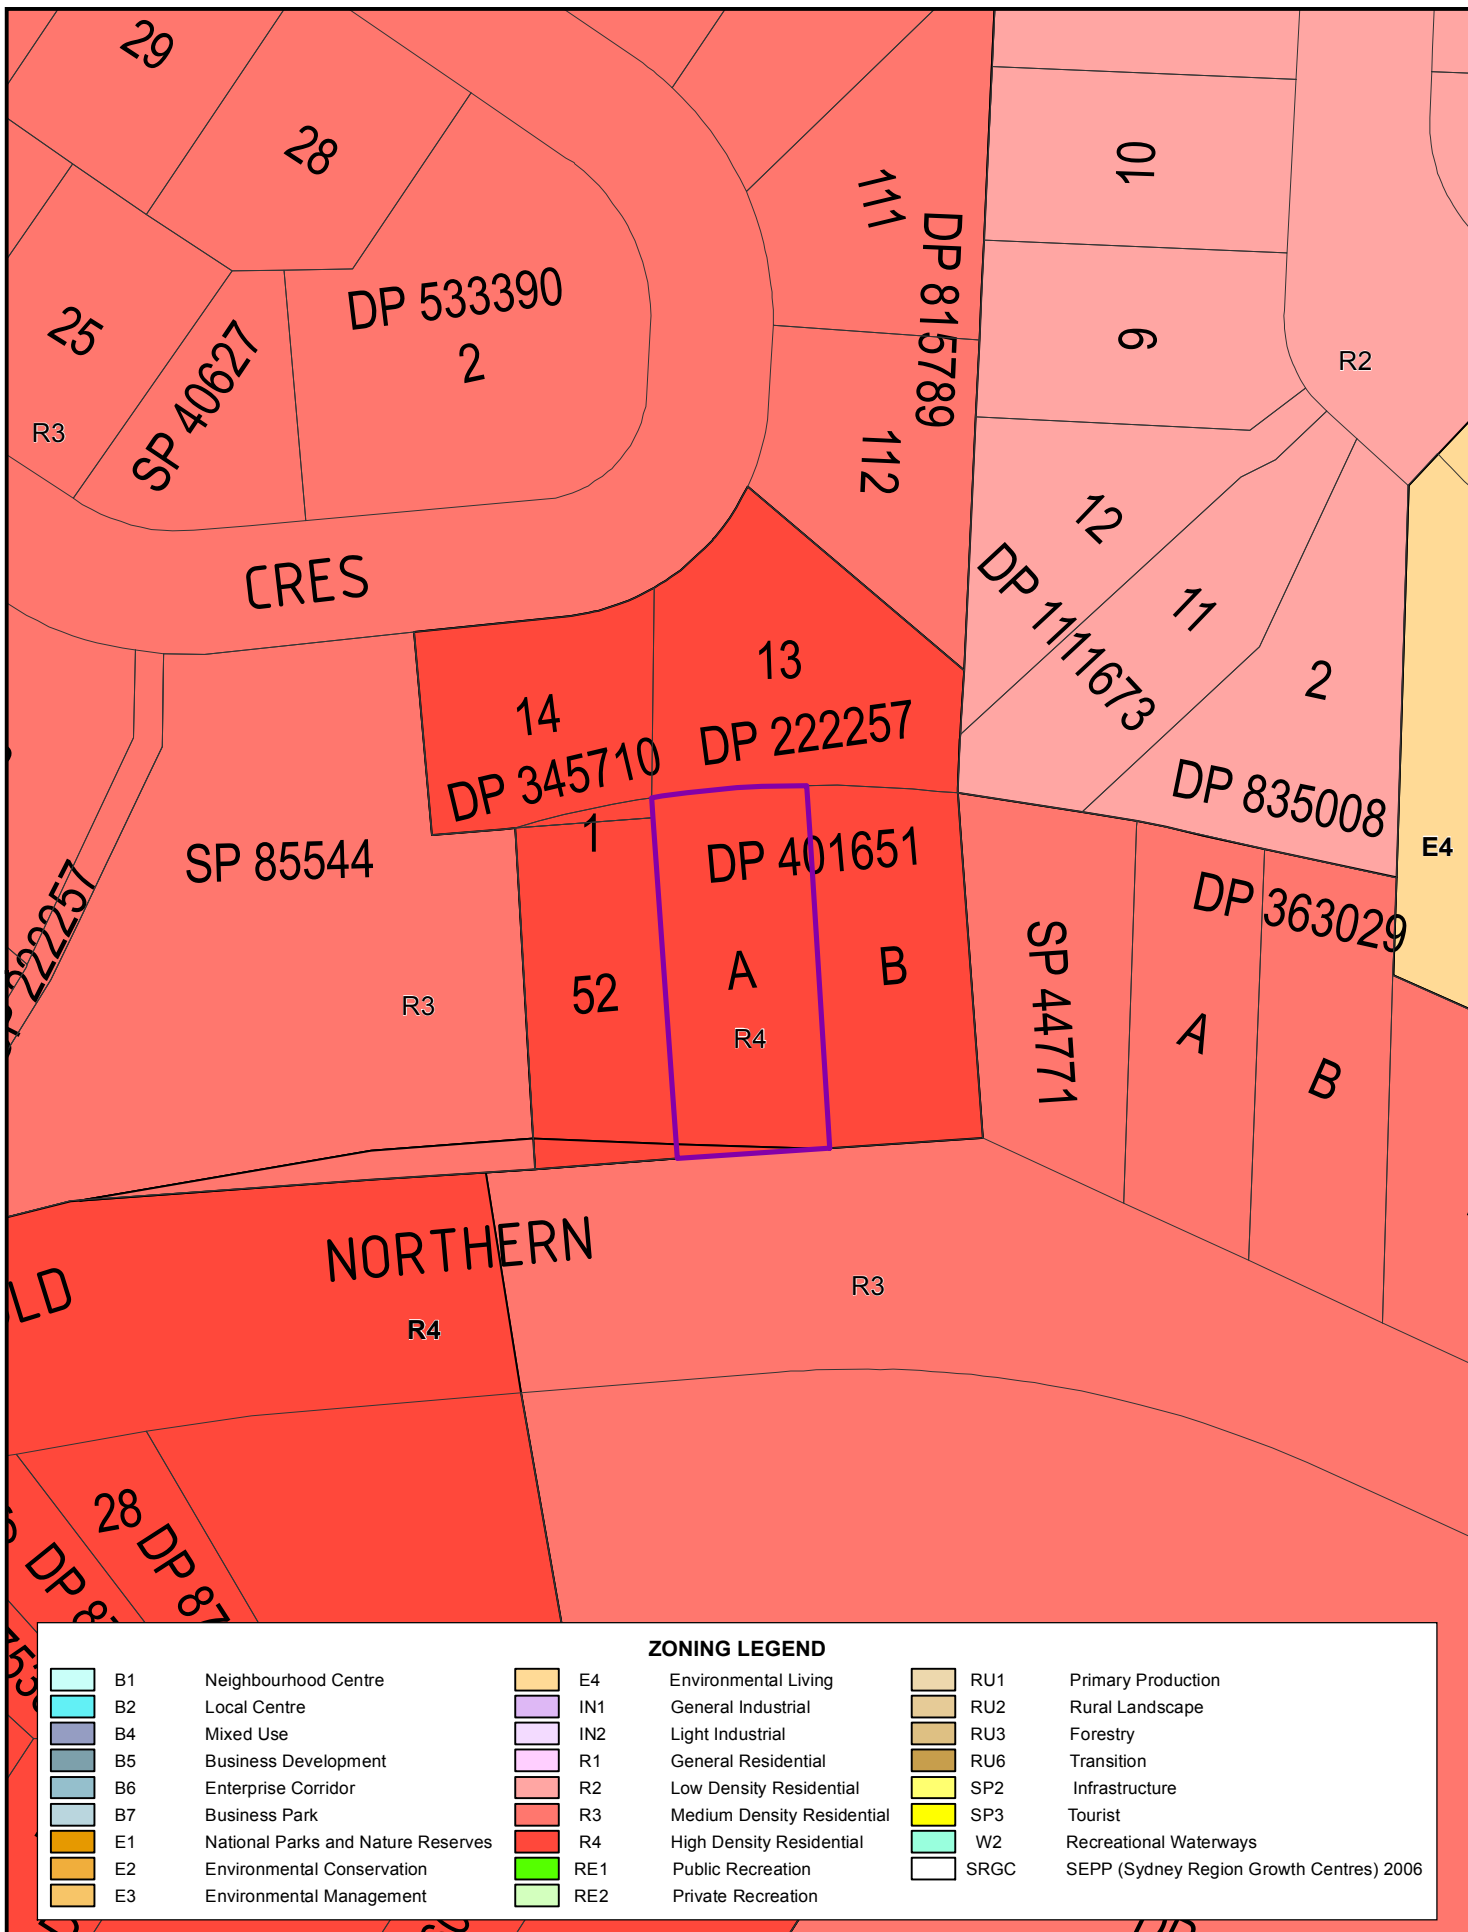 29
28
10
111
DP 815789
DP 533390
2
25
SP 40627
9
R2
R3
112
12
DP 1111673
11
CRES
2
13
14
DP 222257
DP 345710
DP 835008
1
SP 85544
DP 401651
E4
DP 363029
222257
SP 44771
A
B
52
R3
R4
A
B
NORTHERN
R3
R4
28
DP 87
DP 8
ZONING LEGEND
B1 Neighbourhood Centre
B2 Local Centre
B4 Mixed Use
B5 Business Development
B6 Enterprise Corridor
B7 Business Park
E1 National Parks and Nature Reserves
E2 Environmental Conservation
E3 Environmental Management
E4 Environmental Living
IN1 General Industrial
IN2 Light Industrial
R1 General Residential
R2 Low Density Residential
R3 Medium Density Residential
R4 High Density Residential
RE1 Public Recreation
RE2 Private Recreation
RU1 Primary Production
RU2 Rural Landscape
RU3 Forestry
RU6 Transition
SP2 Infrastructure
SP3 Tourist
W2 Recreational Waterways
SRGC SEPP (Sydney Region Growth Centres) 2006